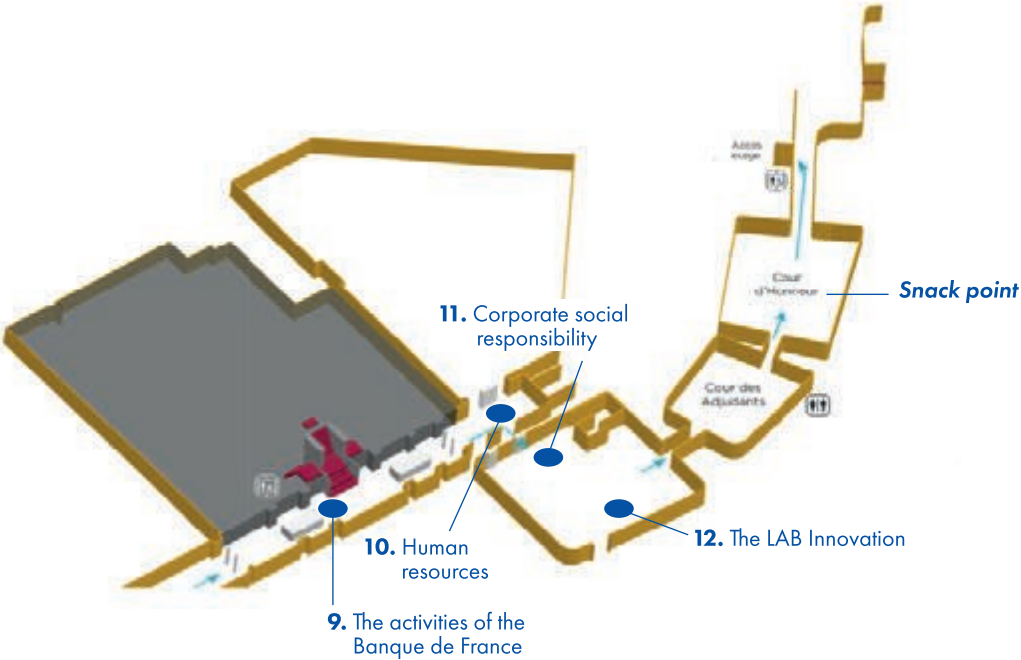 Cour
d'Honneur
Snack point
11. Corporate social
responsibility
Cour des
Adjudants
12. The LAB Innovation
10. Human
resources
9. The activities of the
Banque de France